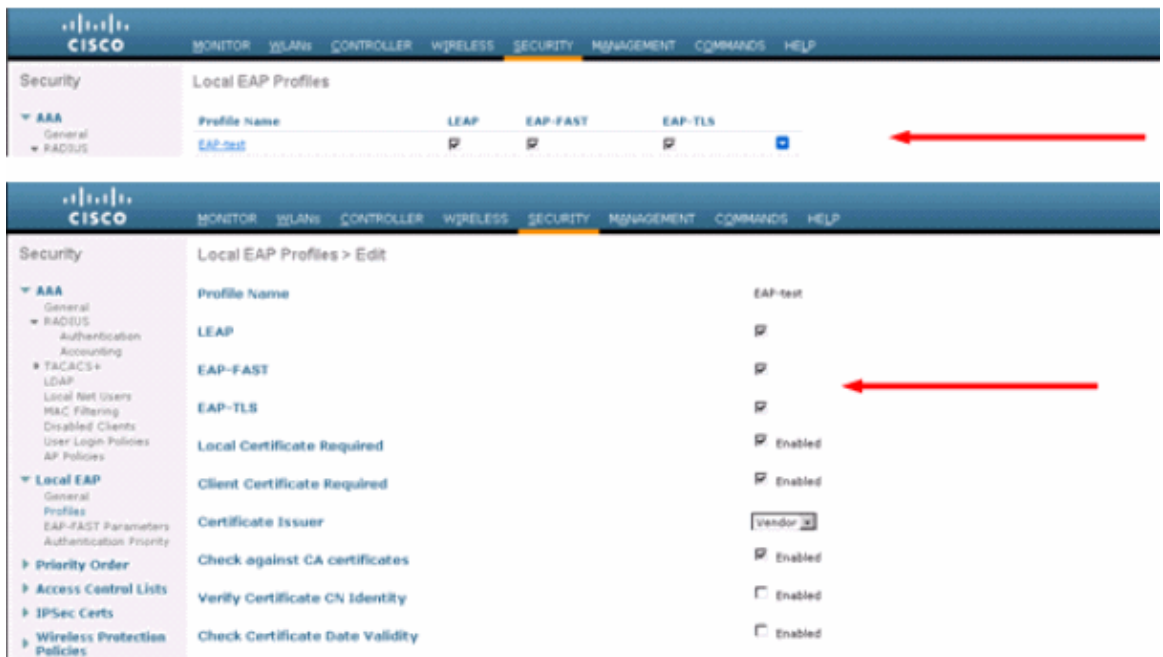 CISCO
MONITOR WLANs CONTROLLER WIRELESS SECURITY MANAGEMENT COMMANDS HELP
Security
Local EAP Profiles
AAA
General
RADIUS
Profile Name LEAP EAP-FAST EAP-TLS
EAP-test
CISCO
MONITOR WLANs CONTROLLER WIRELESS SECURITY MANAGEMENT COMMANDS HELP
Security
AAA
General
RADIUS
Authentication
Accounting
TACACS+
LDAP
Local Net Users
MAC Filtering
Disabled Clients
User Login Policies
AP Policies
Local EAP
General
Profiles
EAP-FAST Parameters
Authentication Priority
Priority Order
Access Control Lists
IPSec Certs
Wireless Protection
Policies
Local EAP Profiles > Edit
Profile Name EAP-test
LEAP
EAP-FAST
EAP-TLS
Local Certificate Required Enabled
Client Certificate Required Enabled
Certificate Issuer Vendor
Check against CA certificates Enabled
Verify Certificate CN Identity Enabled
Check Certificate Date Validity Enabled